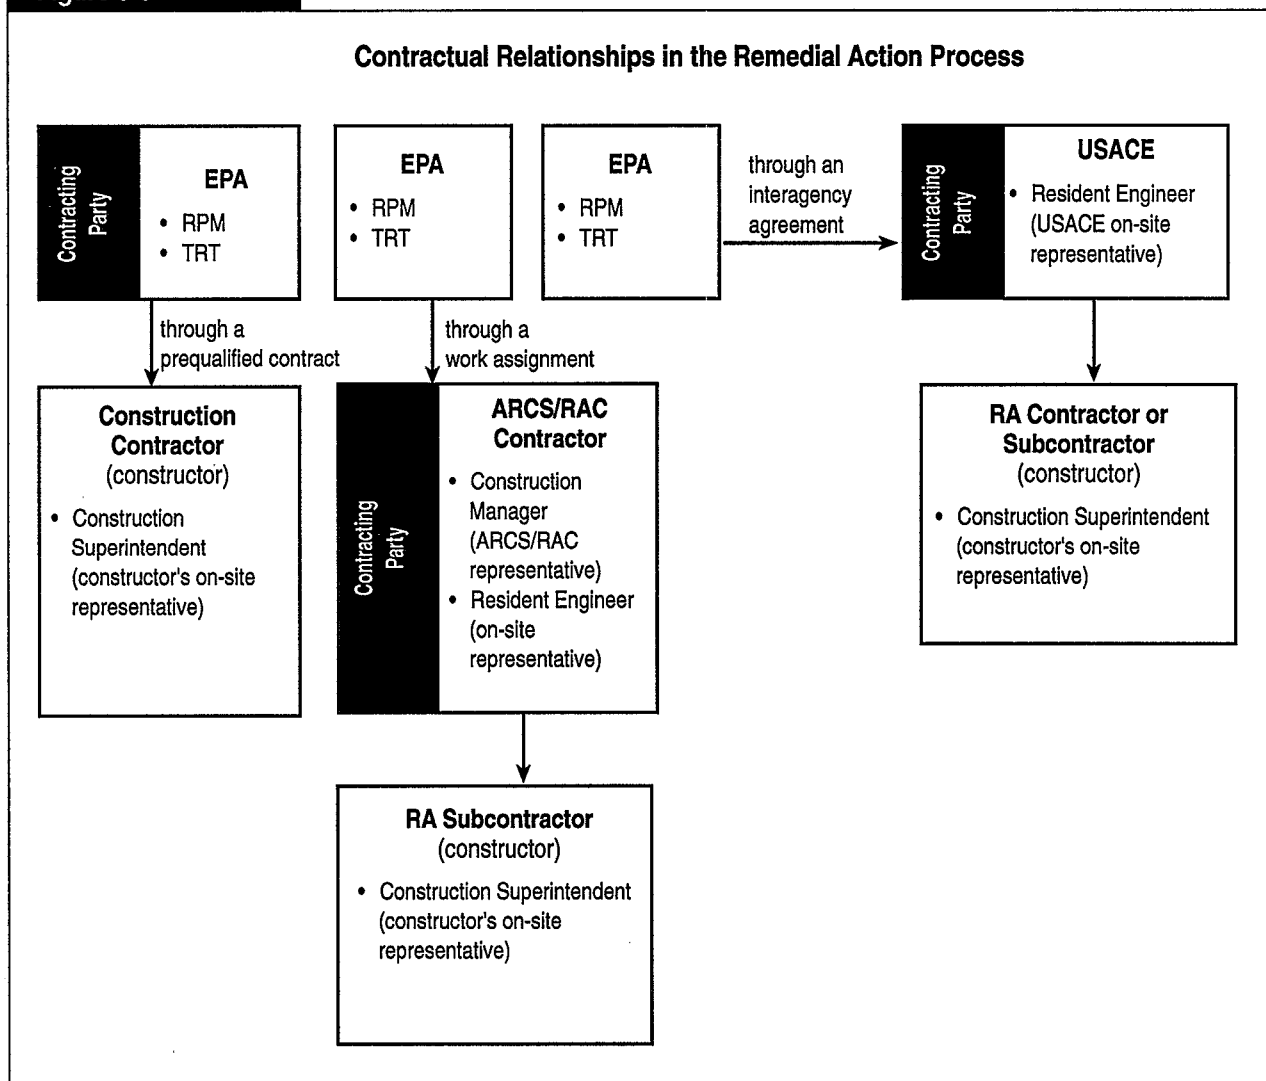 Contractual Relationships in the Remedial Action Process
Contracting
Party
EPA
• RPM
• TRT
through a
prequalified contract
Construction
Contractor
(constructor)
• Construction
Superintendent
(constructor's on-site
representative)
EPA
• RPM
• TRT
through a
work assignment
Contracting
Party
ARCS/RAC
Contractor
• Construction
Manager
(ARCS/RAC
representative)
• Resident Engineer
(on-site
representative)
RA Subcontractor
(constructor)
• Construction Superintendent
(constructor's on-site
representative)
EPA
• RPM
• TRT
through an
interagency
agreement
Contracting
Party
USACE
• Resident Engineer
(USACE on-site
representative)
RA Contractor or
Subcontractor
(constructor)
• Construction Superintendent
(constructor's on-site
representative)